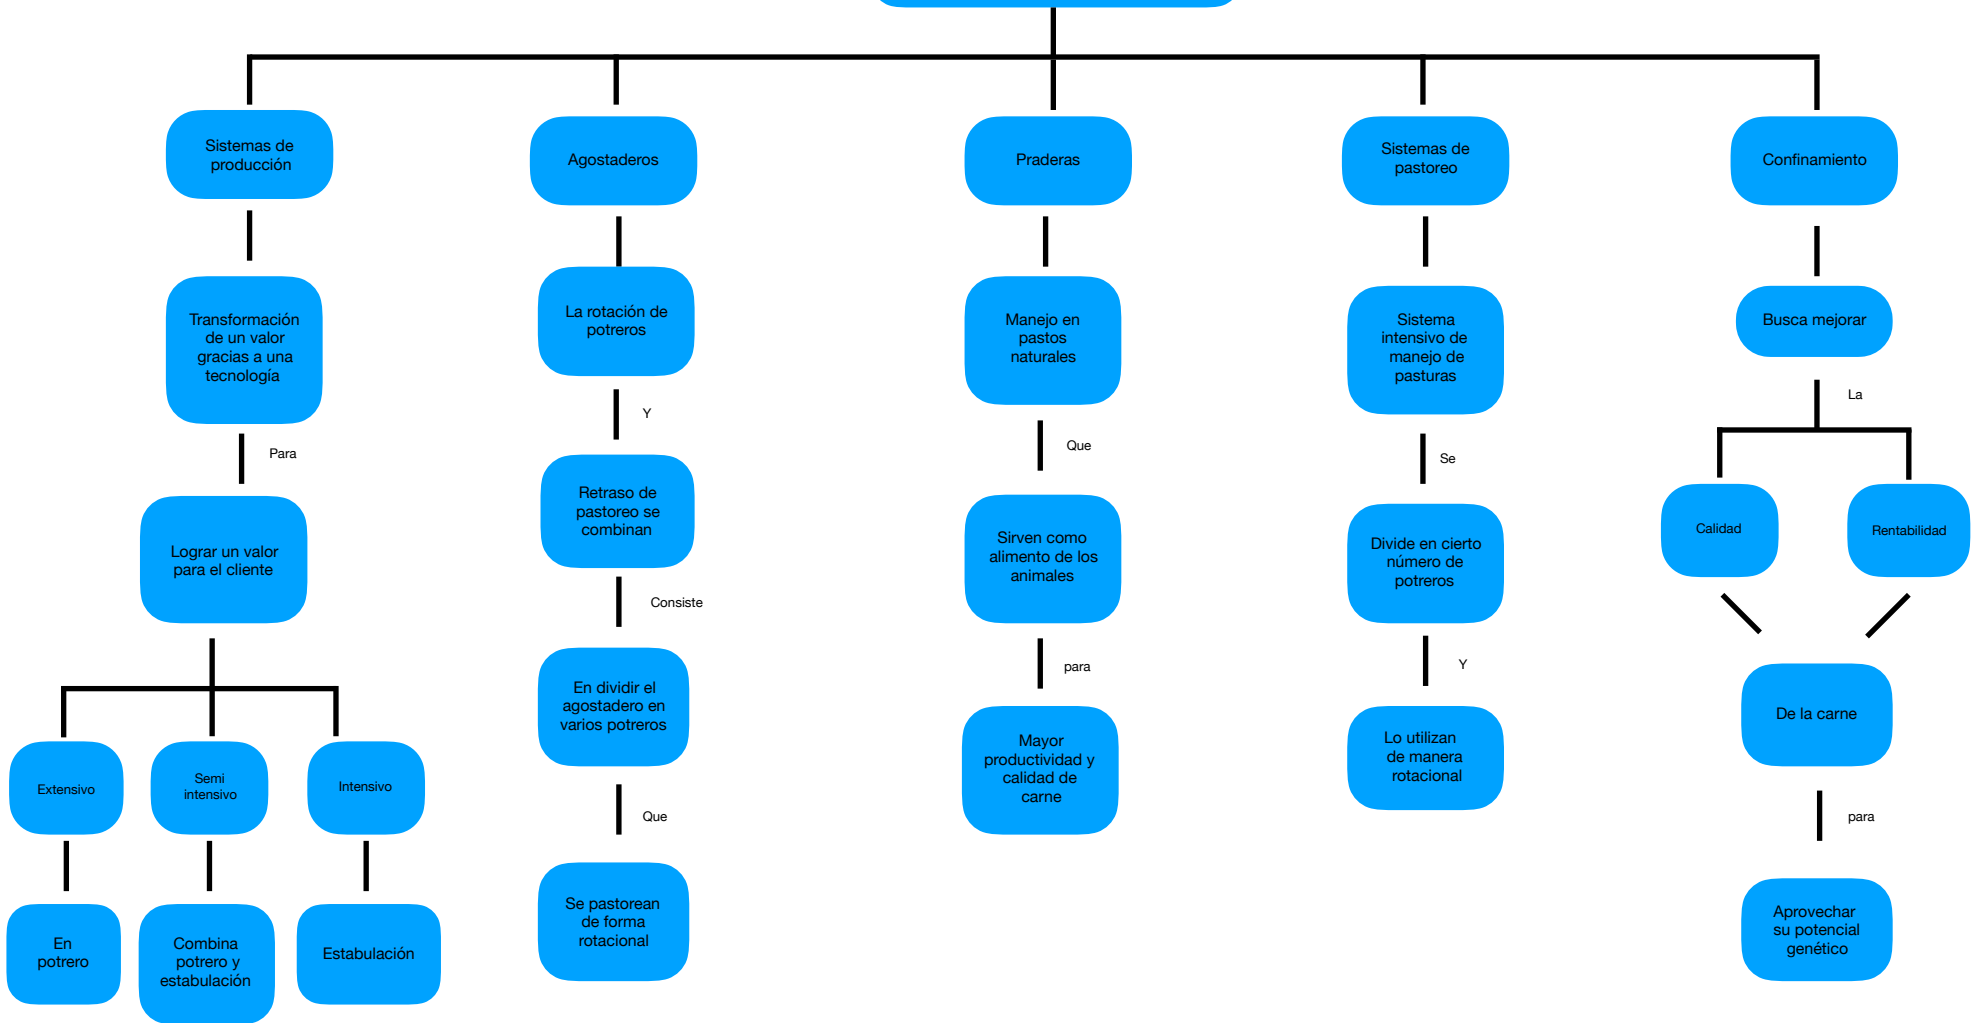 Sistemas de
producción
Agostaderos
Praderas
Sistemas de
pastoreo
Confinamiento
Transformación
de un valor
gracias a una
tecnología
La rotación de
potreros
Manejo en
pastos
naturales
Sistema
intensivo de
manejo de
pasturas
Busca mejorar
Para
Y
Que
Se
La
Lograr un valor
para el cliente
Retraso de
pastoreo se
combinan
Sirven como
alimento de los
animales
Divide en cierto
número de
potreros
Calidad
Rentabilidad
Consiste
para
Y
En dividir el
agostadero en
varios potreros
Mayor
productividad y
calidad de
carne
Lo utilizan
de manera
rotacional
De la carne
Extensivo
Semi
intensivo
Intensivo
Que
para
En
potrero
Combina
potrero y
estabulación
Estabulación
Se pastorean
de forma
rotacional
Aprovechar
su potencial
genético